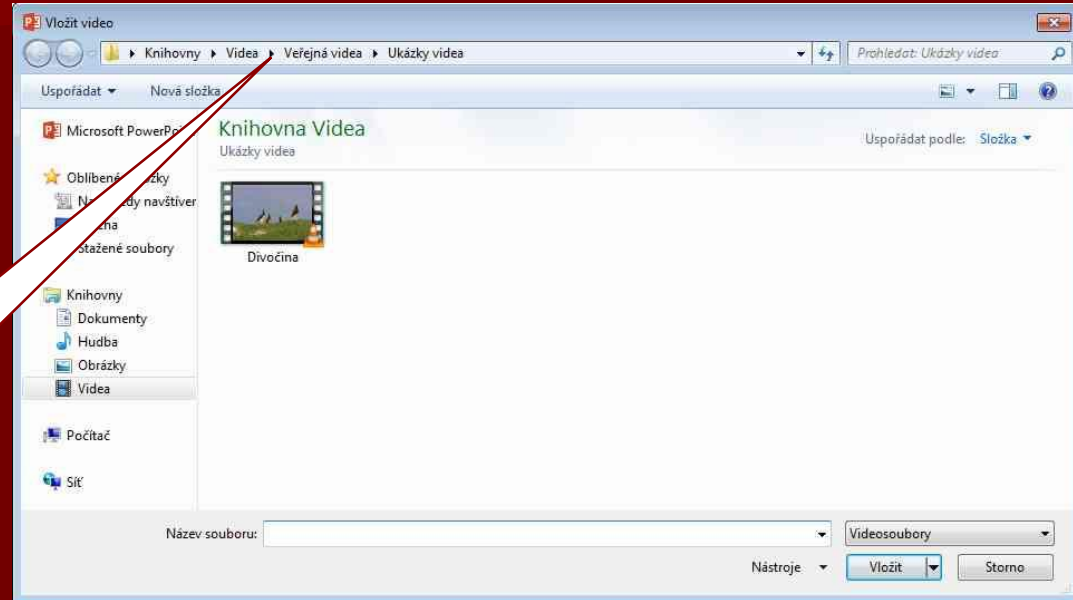 Vložit video
Knihovny Videa Veřejná videa Ukázky videa
Prohledat: Ukázky videa
Uspořádat
Nová složka
Microsoft
Oblíbené
Stažené soubory
Knihovny
Dokumenty
Hudba
Obrázky
Videa
Počítač
Síť
Knihovna Videa
Ukázky videa
Uspořádat podle: Složka
Divočina
Název souboru:
Videosoubory
Nástroje
Vložit
Storno